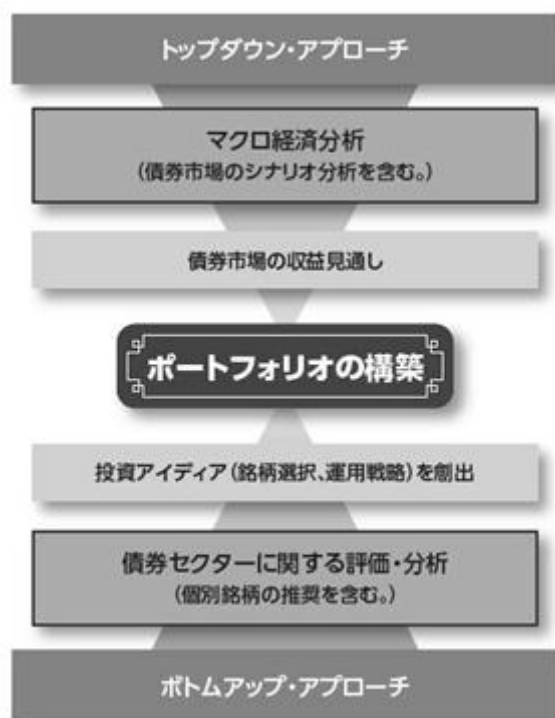 トップダウン・アプローチ
マクロ経済分析
(債券市場のシナリオ分析を含む。)
債券市場の収益見通し
ポートフォリオの構築
投資アイディア(銘柄選択、運用戦略)を創出
債券セクターに関する評価・分析
(個別銘柄の推奨を含む。)
ボトムアップ・アプローチ